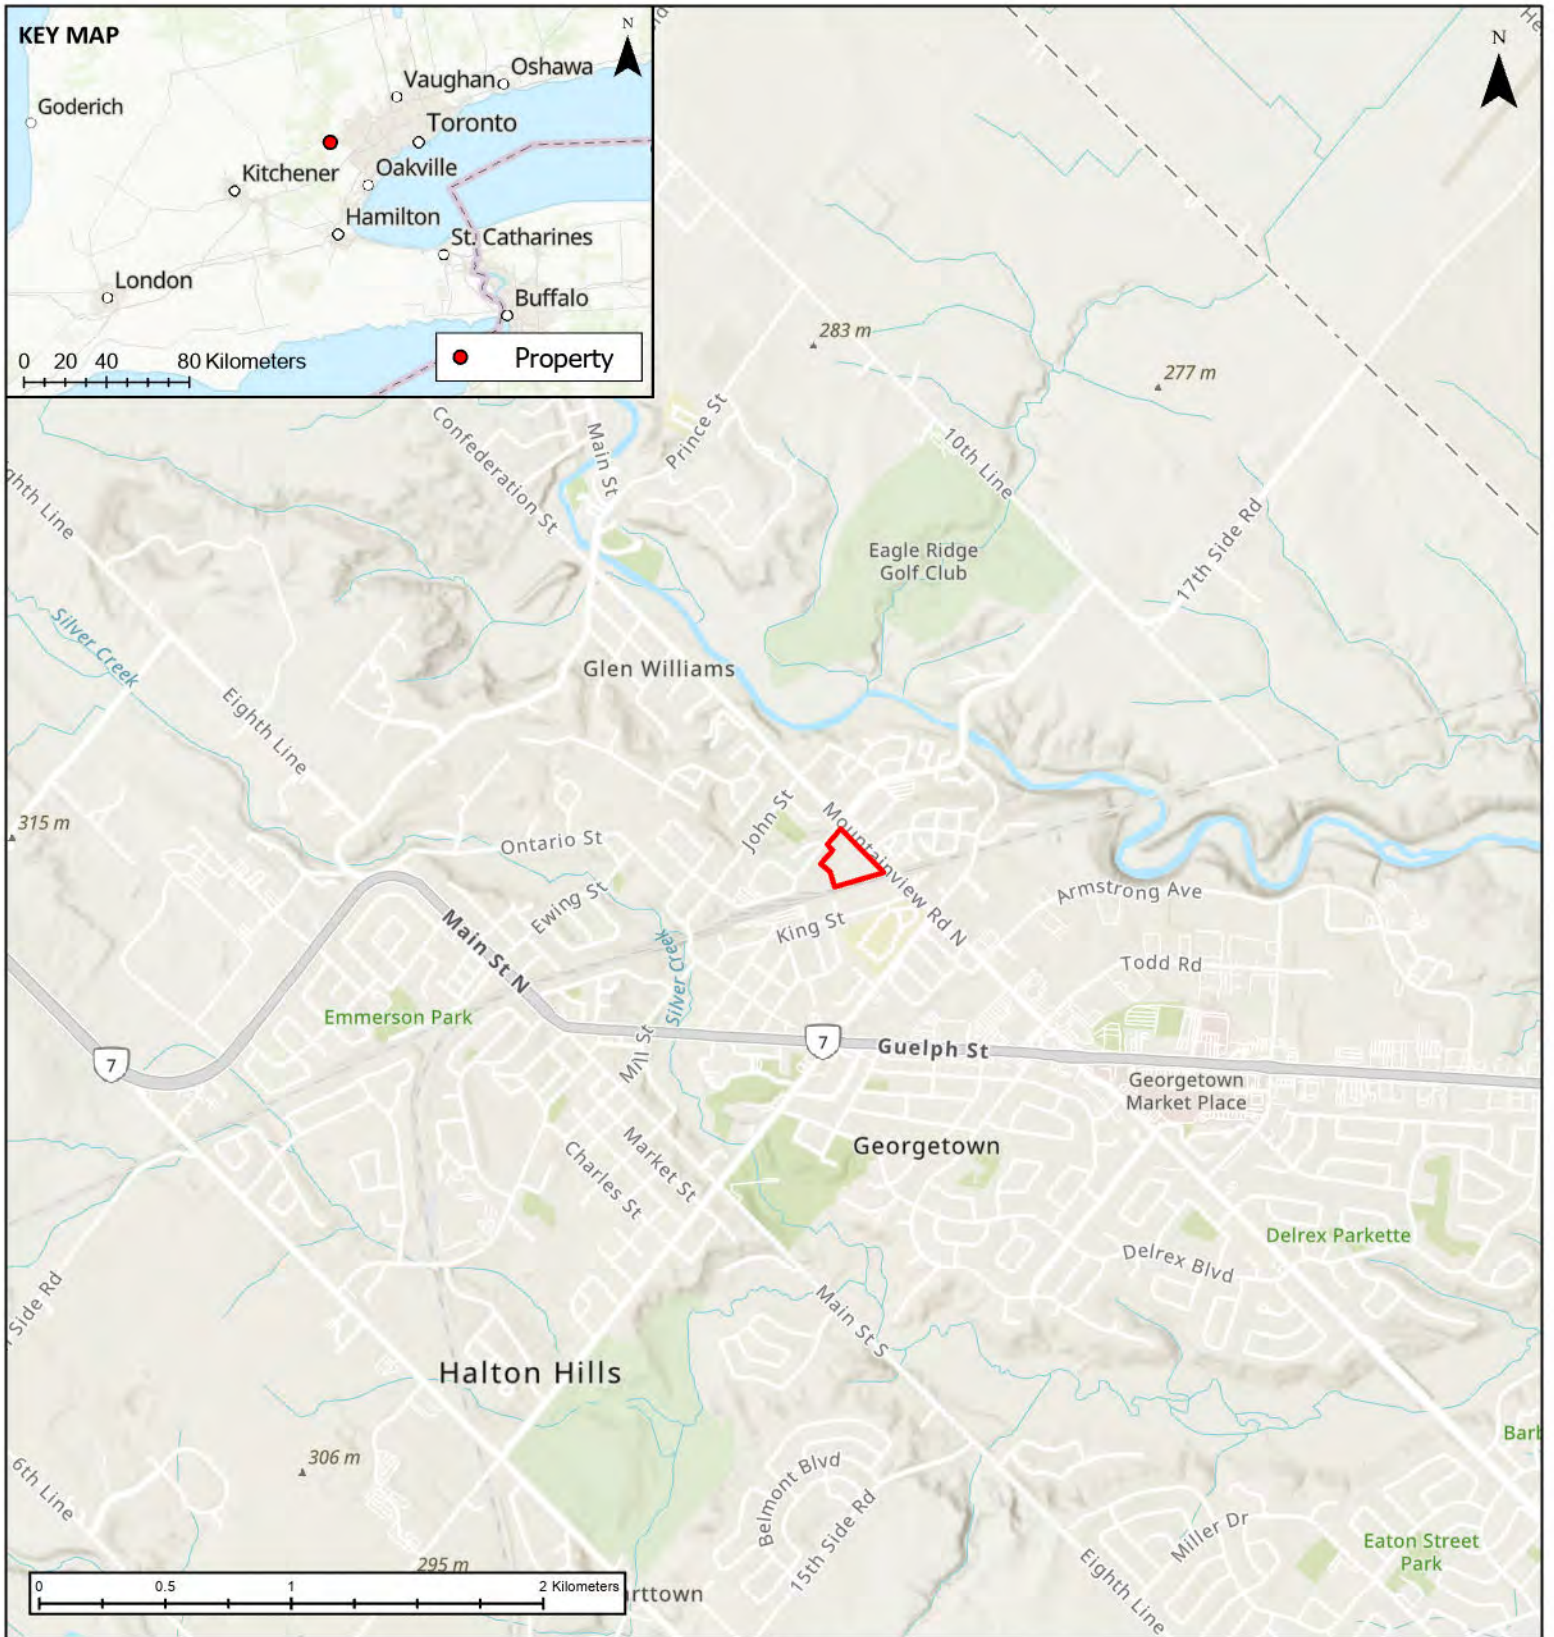 KEY MAP
N
Goderich
Vaughan
Oshawa
Toronto
Kitchener
Oakville
Hamilton
St. Catharines
London
Buffalo
0 20 40 80 Kilometers
Property
N
283 m
277 m
Confederation St
Main St
Prince St
10th Line
17th Side Rd
Eagle Ridge
Golf Club
ghth Line
Silver Creek
Glen Williams
Eighth Line
315 m
John St
Mountainview Rd N
Ontario St
Ewing St
King St
Armstrong Ave
Todd Rd
Main St N
Silver Creek
Emmerson Park
7
Mill St
7
Guelph St
Georgetown
Market Place
Georgetown
Market St
Charles St
Delrex Parkette
Delrex Blvd
Side Rd
Main St S
Halton Hills
306 m
6th Line
Belmont Blvd
15th Side Rd
Barb
Miller Dr
Eaton Street
Park
Eighth Line
295 m
0 0.5 1 2 Kilometers
rttown